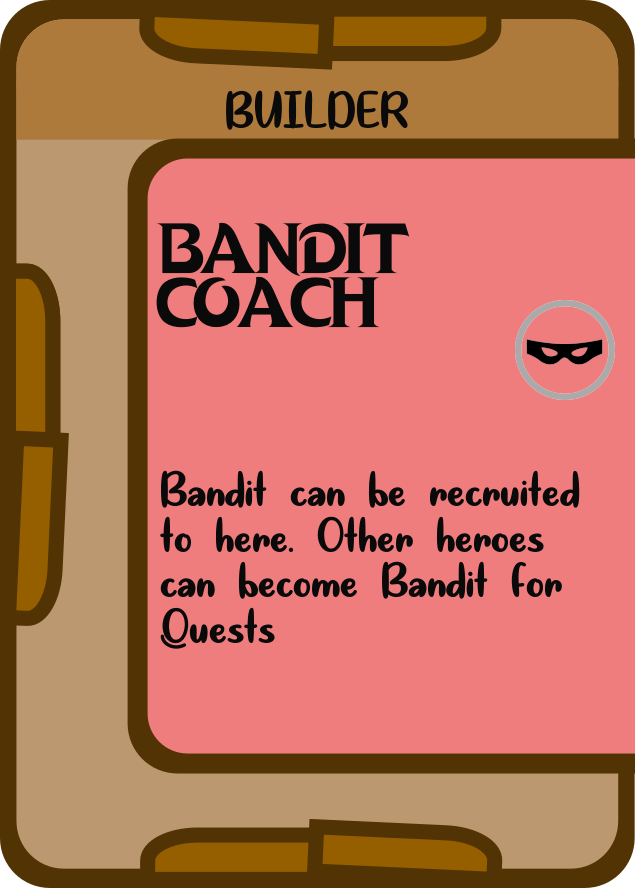 BUILDER
BANDIT
COACH
Bandit can be recruited
to here. Other heroes
can become Bandit for
Quests